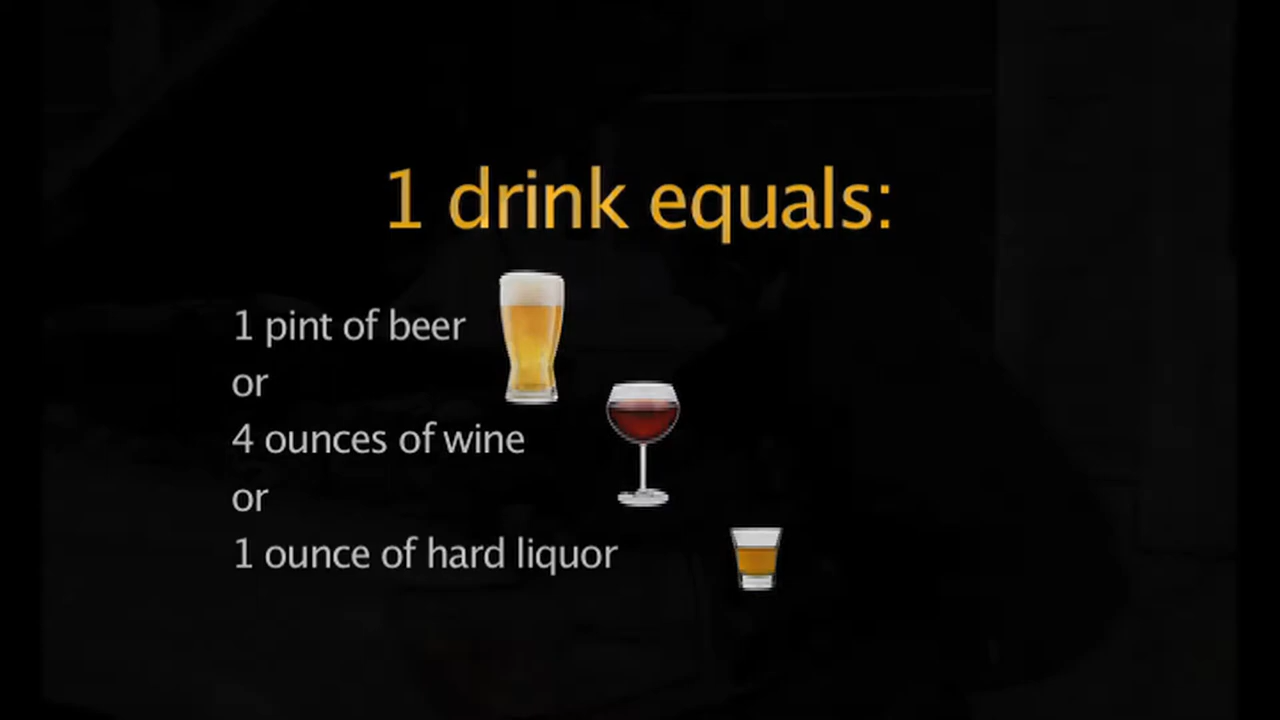 1 drink equals:
1 pint of beer
or
4 ounces of wine
or
1 ounce of hard liquor